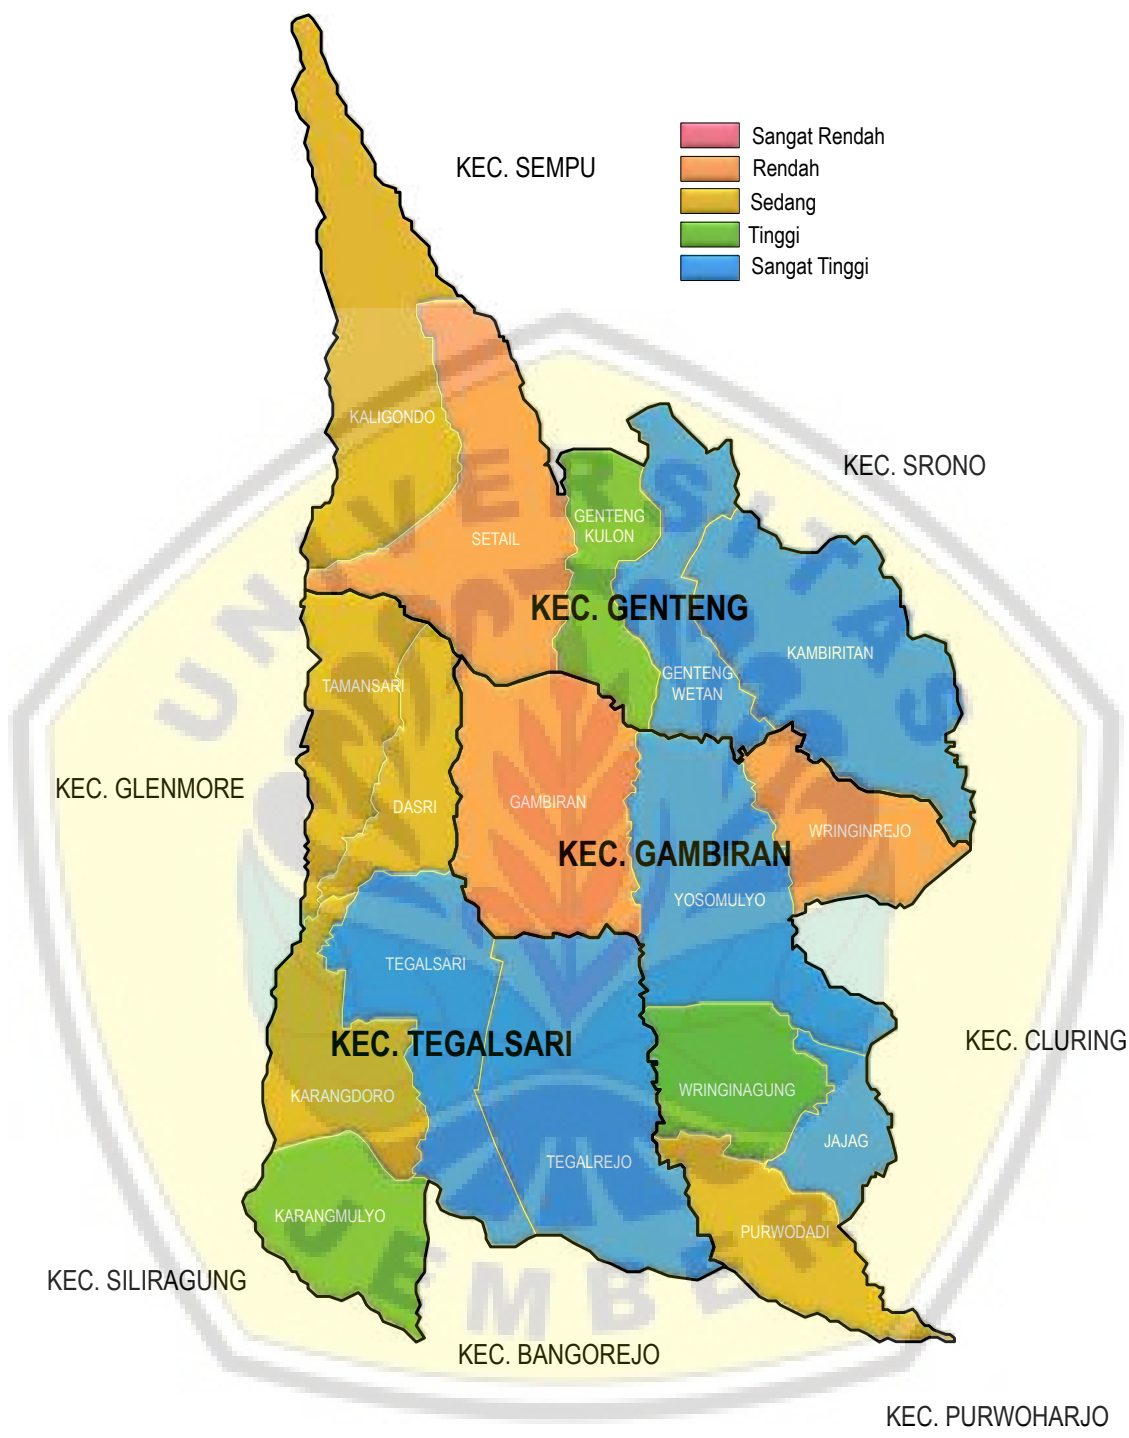 KEC. SEMPU
Sangat Rendah
Rendah
Sedang
Tinggi
Sangat Tinggi
KALIGONDO
KEC. SRONO
SETAIL
GENTENG
KULON
KEC. GENTENG
KAMBIRITAN
GENTENG
WETAN
TAMANSARI
KEC. GLENMORE
DASRI
GAMBIRAN
WRINGINREJO
KEC. GAMBIRAN
YOSOMULYO
TEGALSARI
KEC. TEGALSARI
KEC. CLURING
KARANGDORO
WRINGINAGUNG
JAJAG
TEGALREJO
KARANGMULYO
PURWODADI
KEC. SILIRAGUNG
KEC. BANGOREJO
KEC. PURWOHARJO
UNIVERSITAS
JEMBER